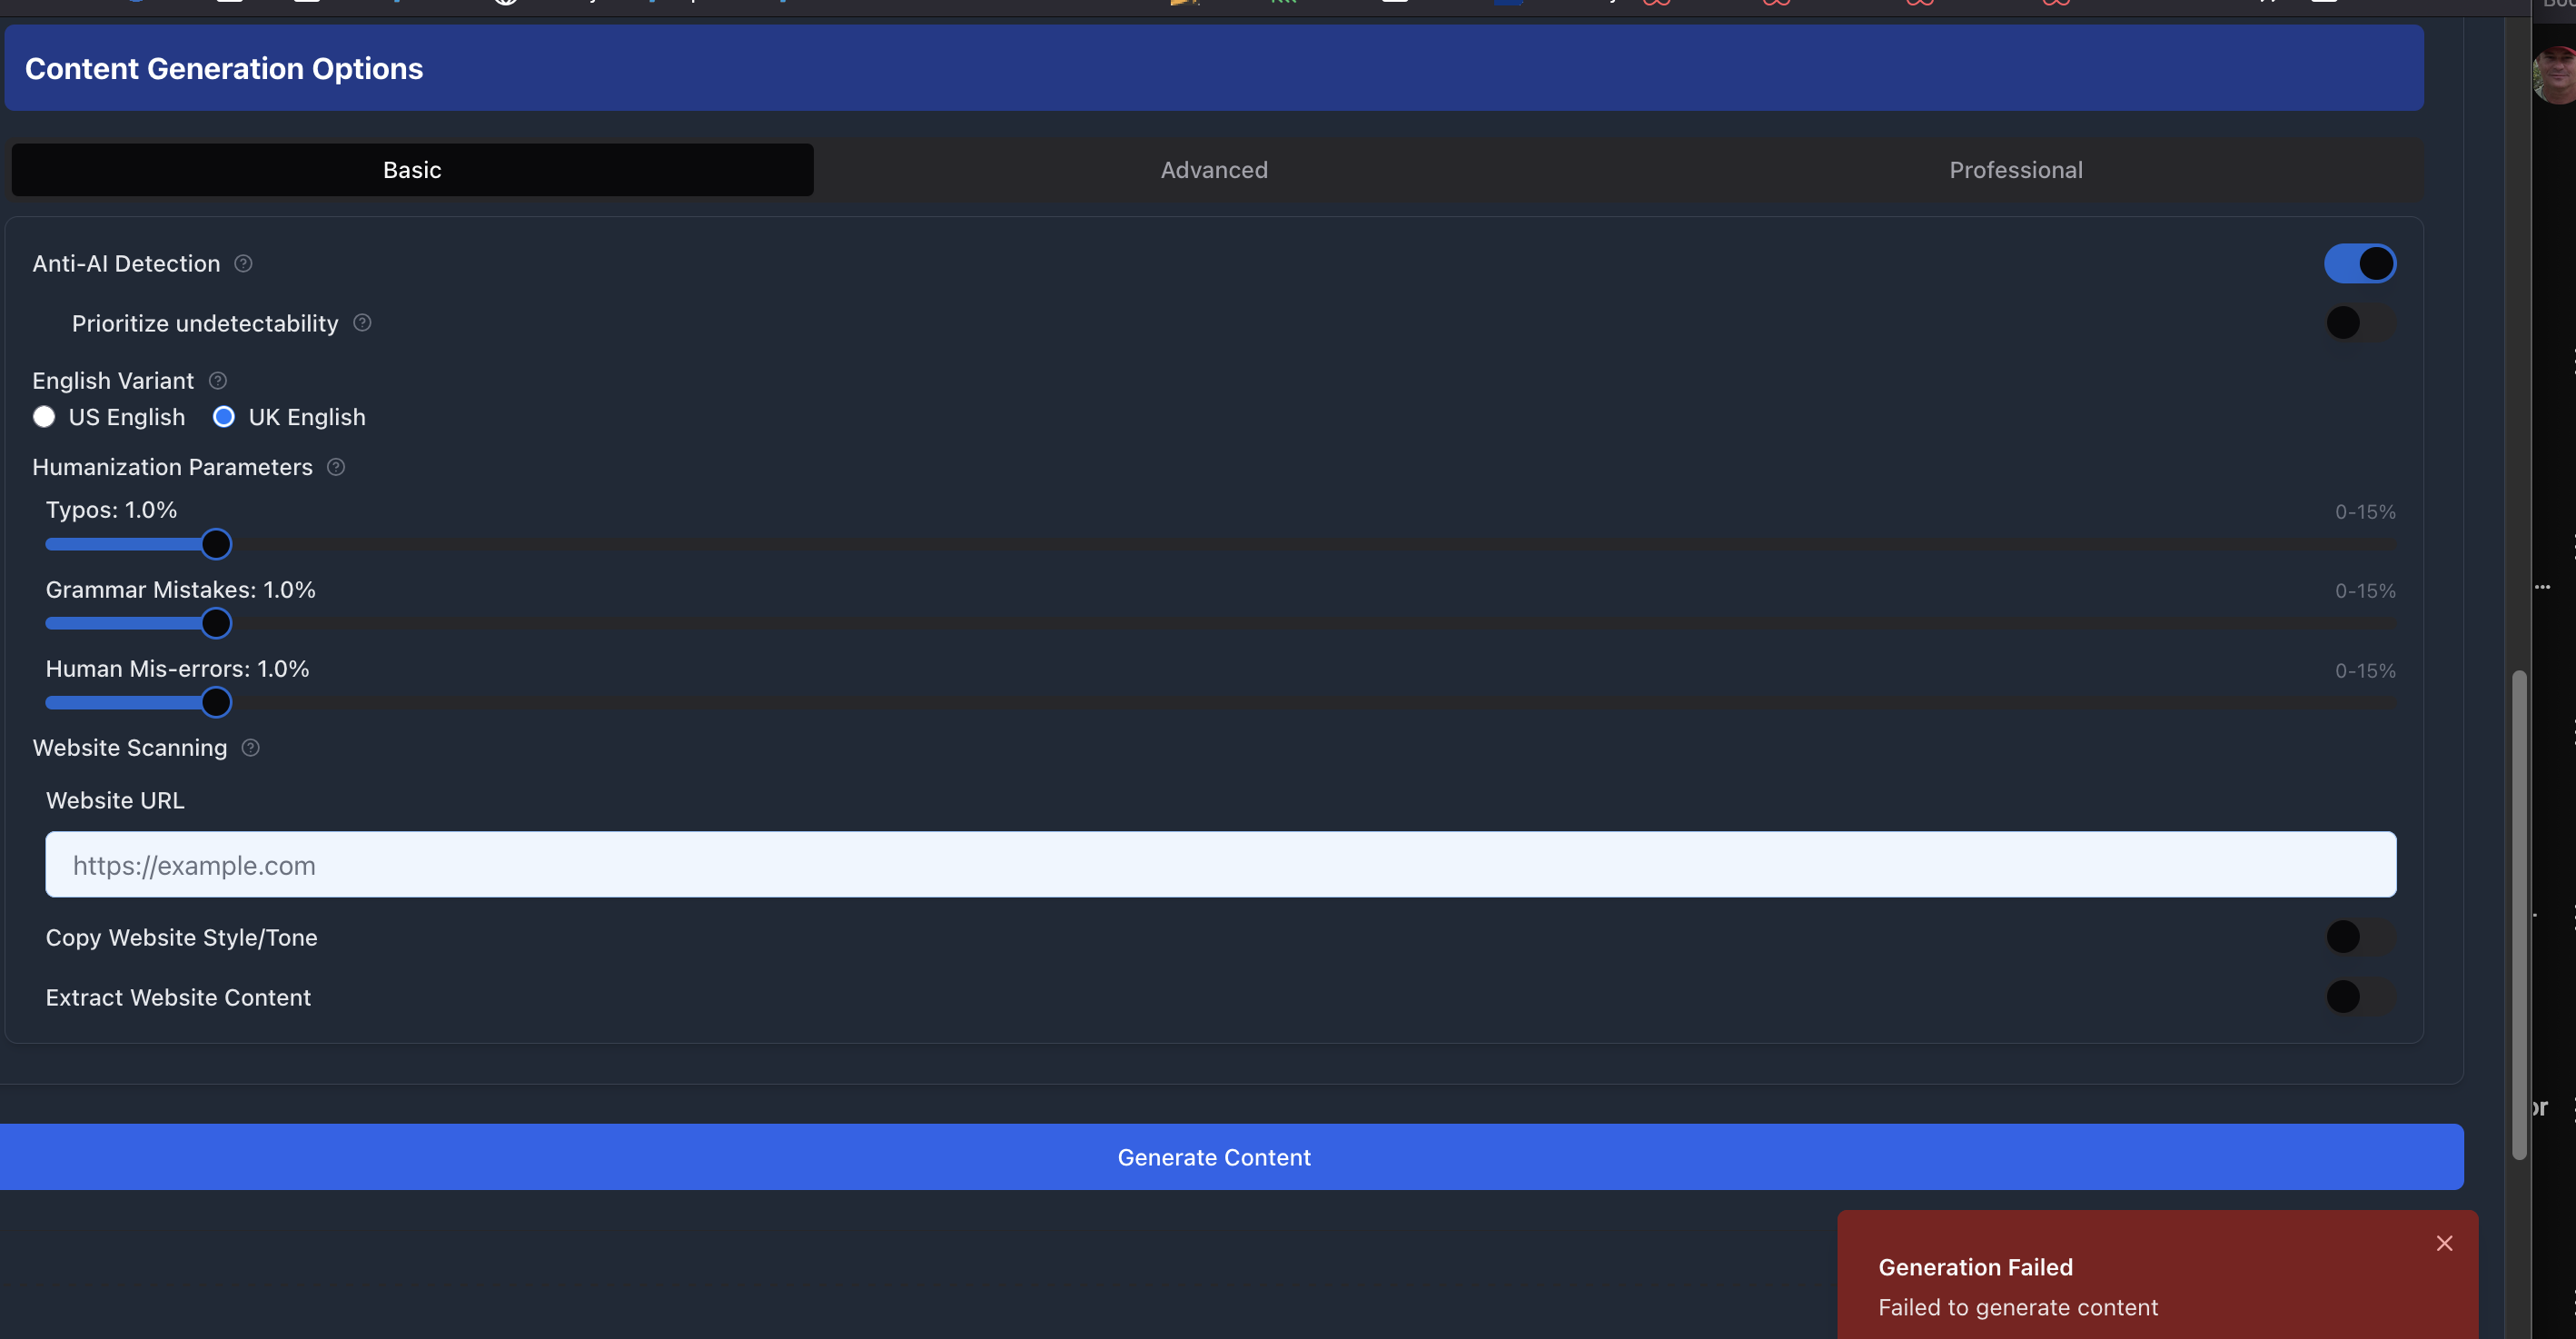 Content Generation Options
Basic Advanced Professional
Anti-AI Detection
Prioritize undetectability
English Variant
US English UK English
Humanization Parameters
Typos: 1.0% 0-15%
Grammar Mistakes: 1.0% 0-15%
Human Mis-errors: 1.0% 0-15%
Website Scanning
Website URL
https://example.com
Copy Website Style/Tone
Extract Website Content
Generate Content
Generation Failed
Failed to generate content